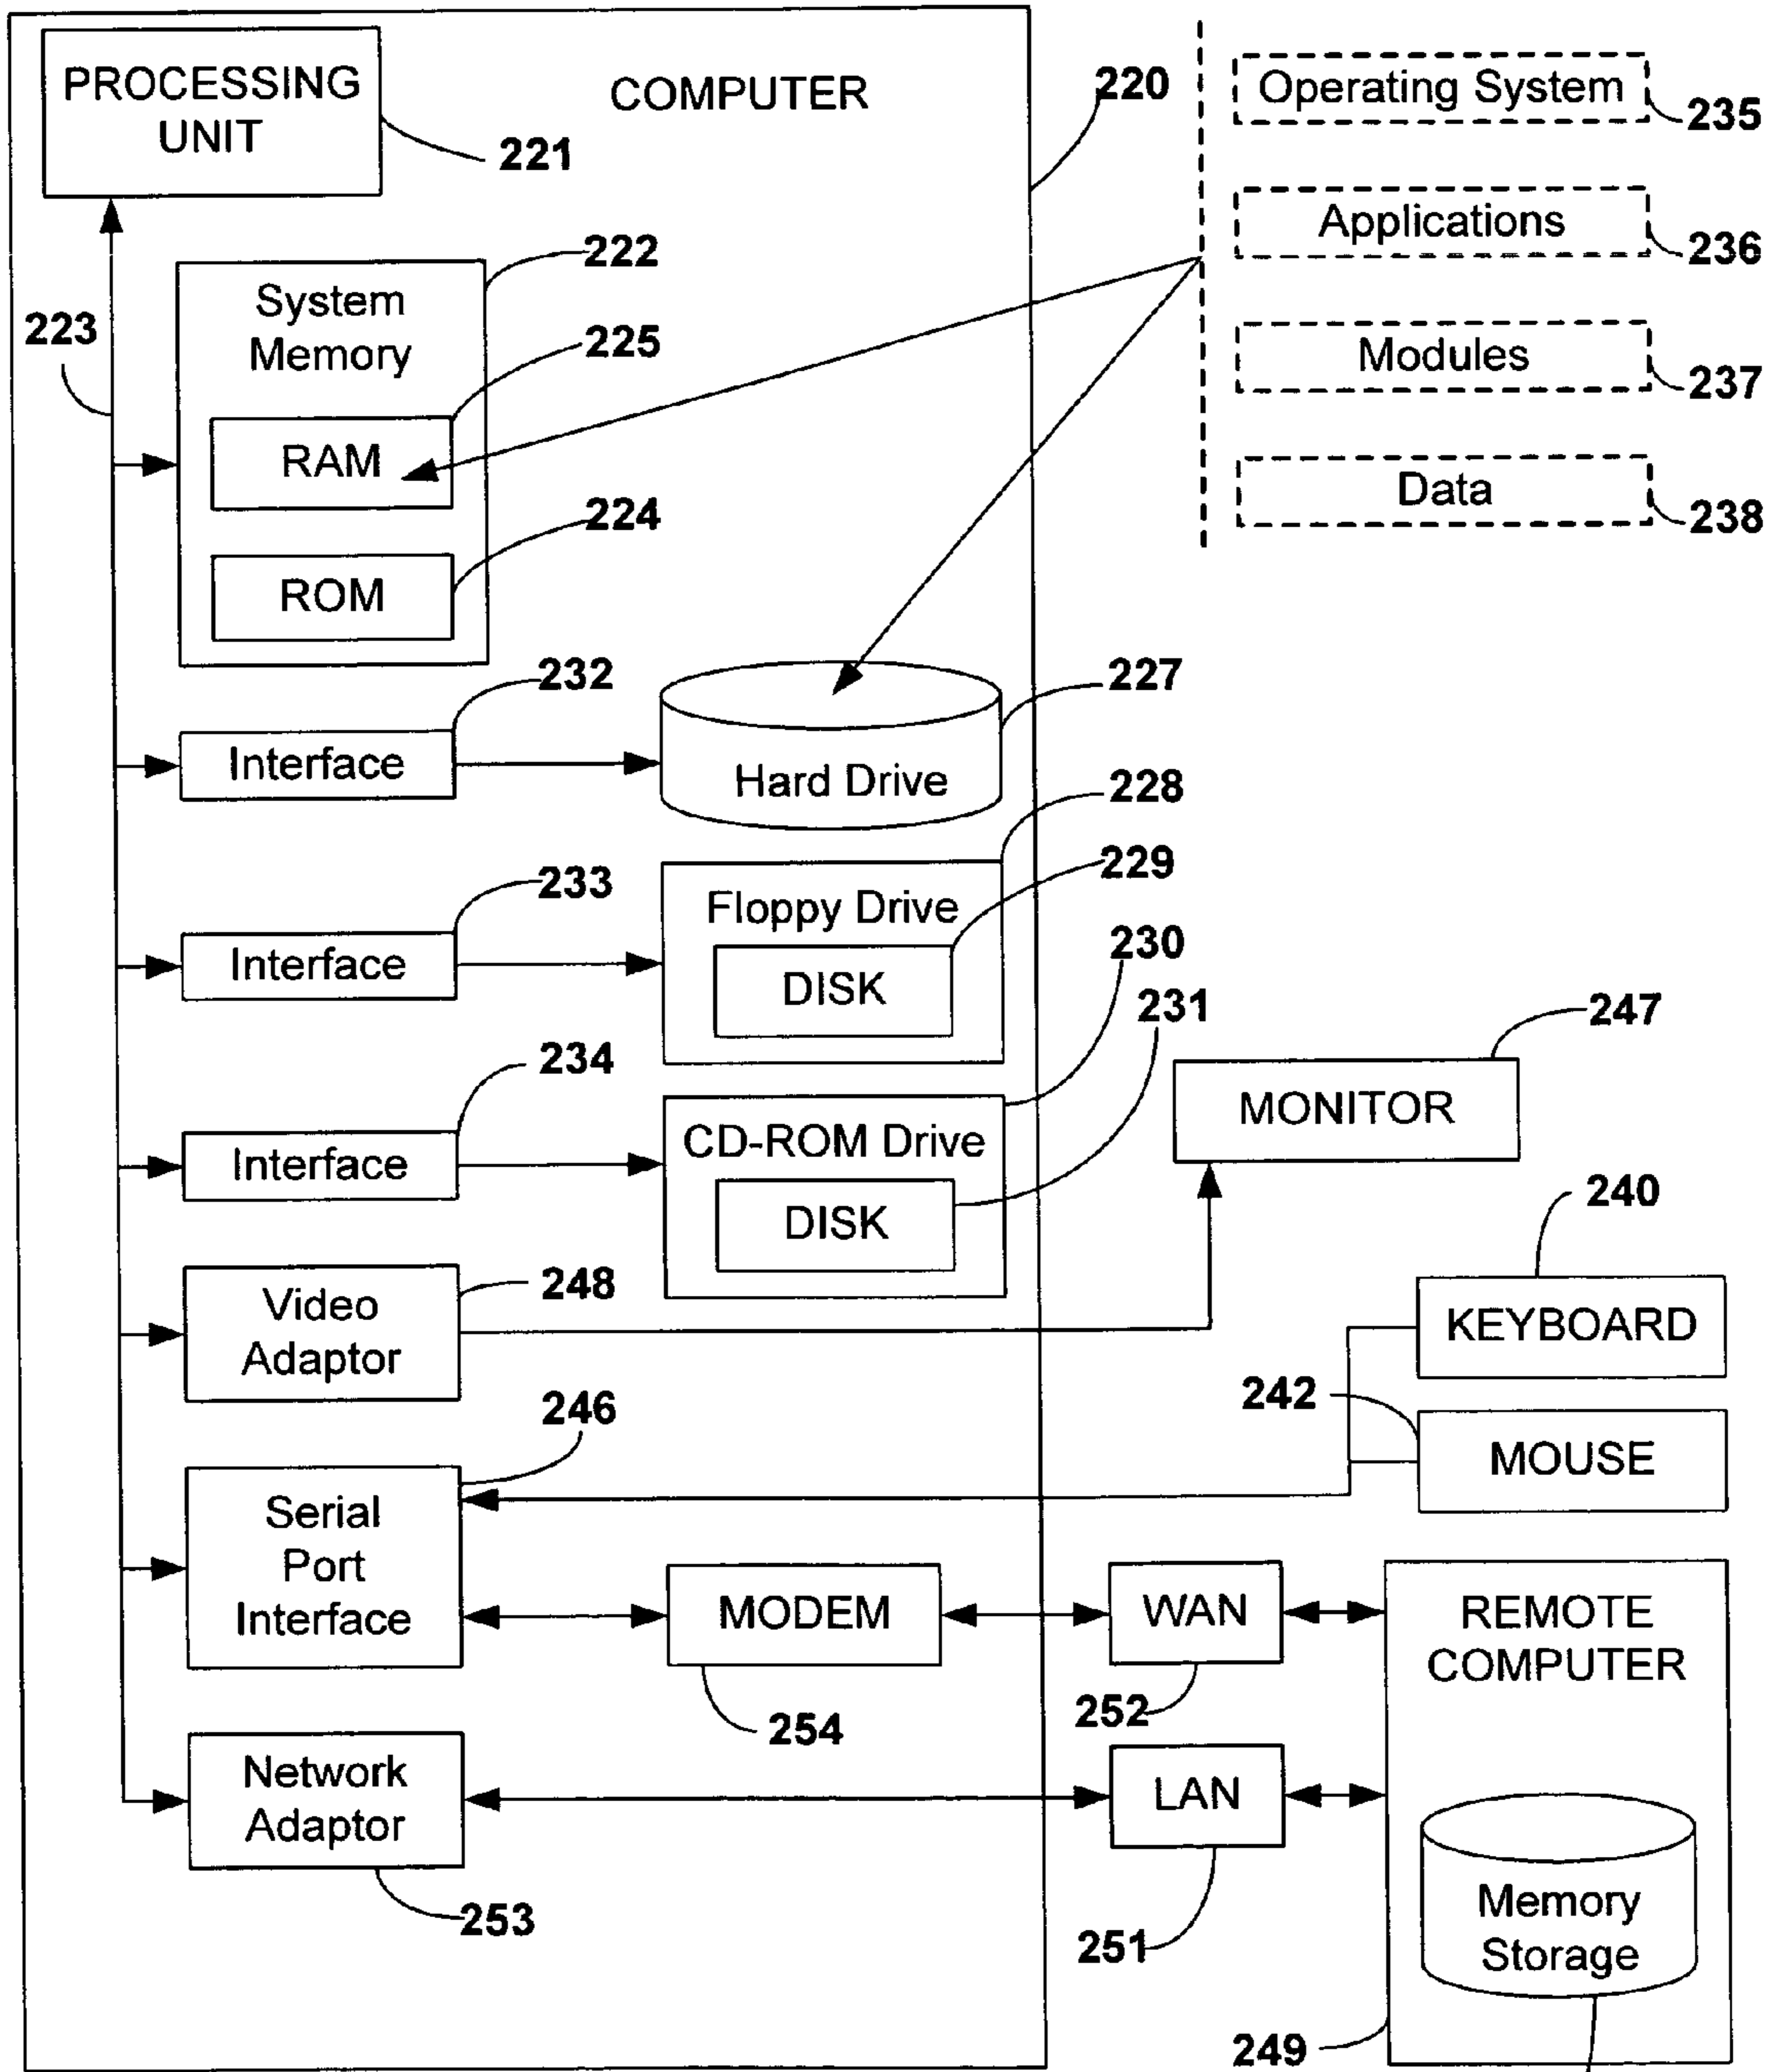 PROCESSING
UNIT
COMPUTER
220
221
Operating System
235
Applications
236
Modules
237
Data
238
222
System
Memory
223
225
RAM
224
ROM
232
Interface
227
Hard Drive
228
233
Interface
229
Floppy Drive
DISK
230
231
234
Interface
CD-ROM Drive
DISK
247
MONITOR
248
Video
Adaptor
240
KEYBOARD
242
MOUSE
246
Serial
Port
Interface
MODEM
254
WAN
252
REMOTE
COMPUTER
Network
Adaptor
253
LAN
251
Memory
Storage
249